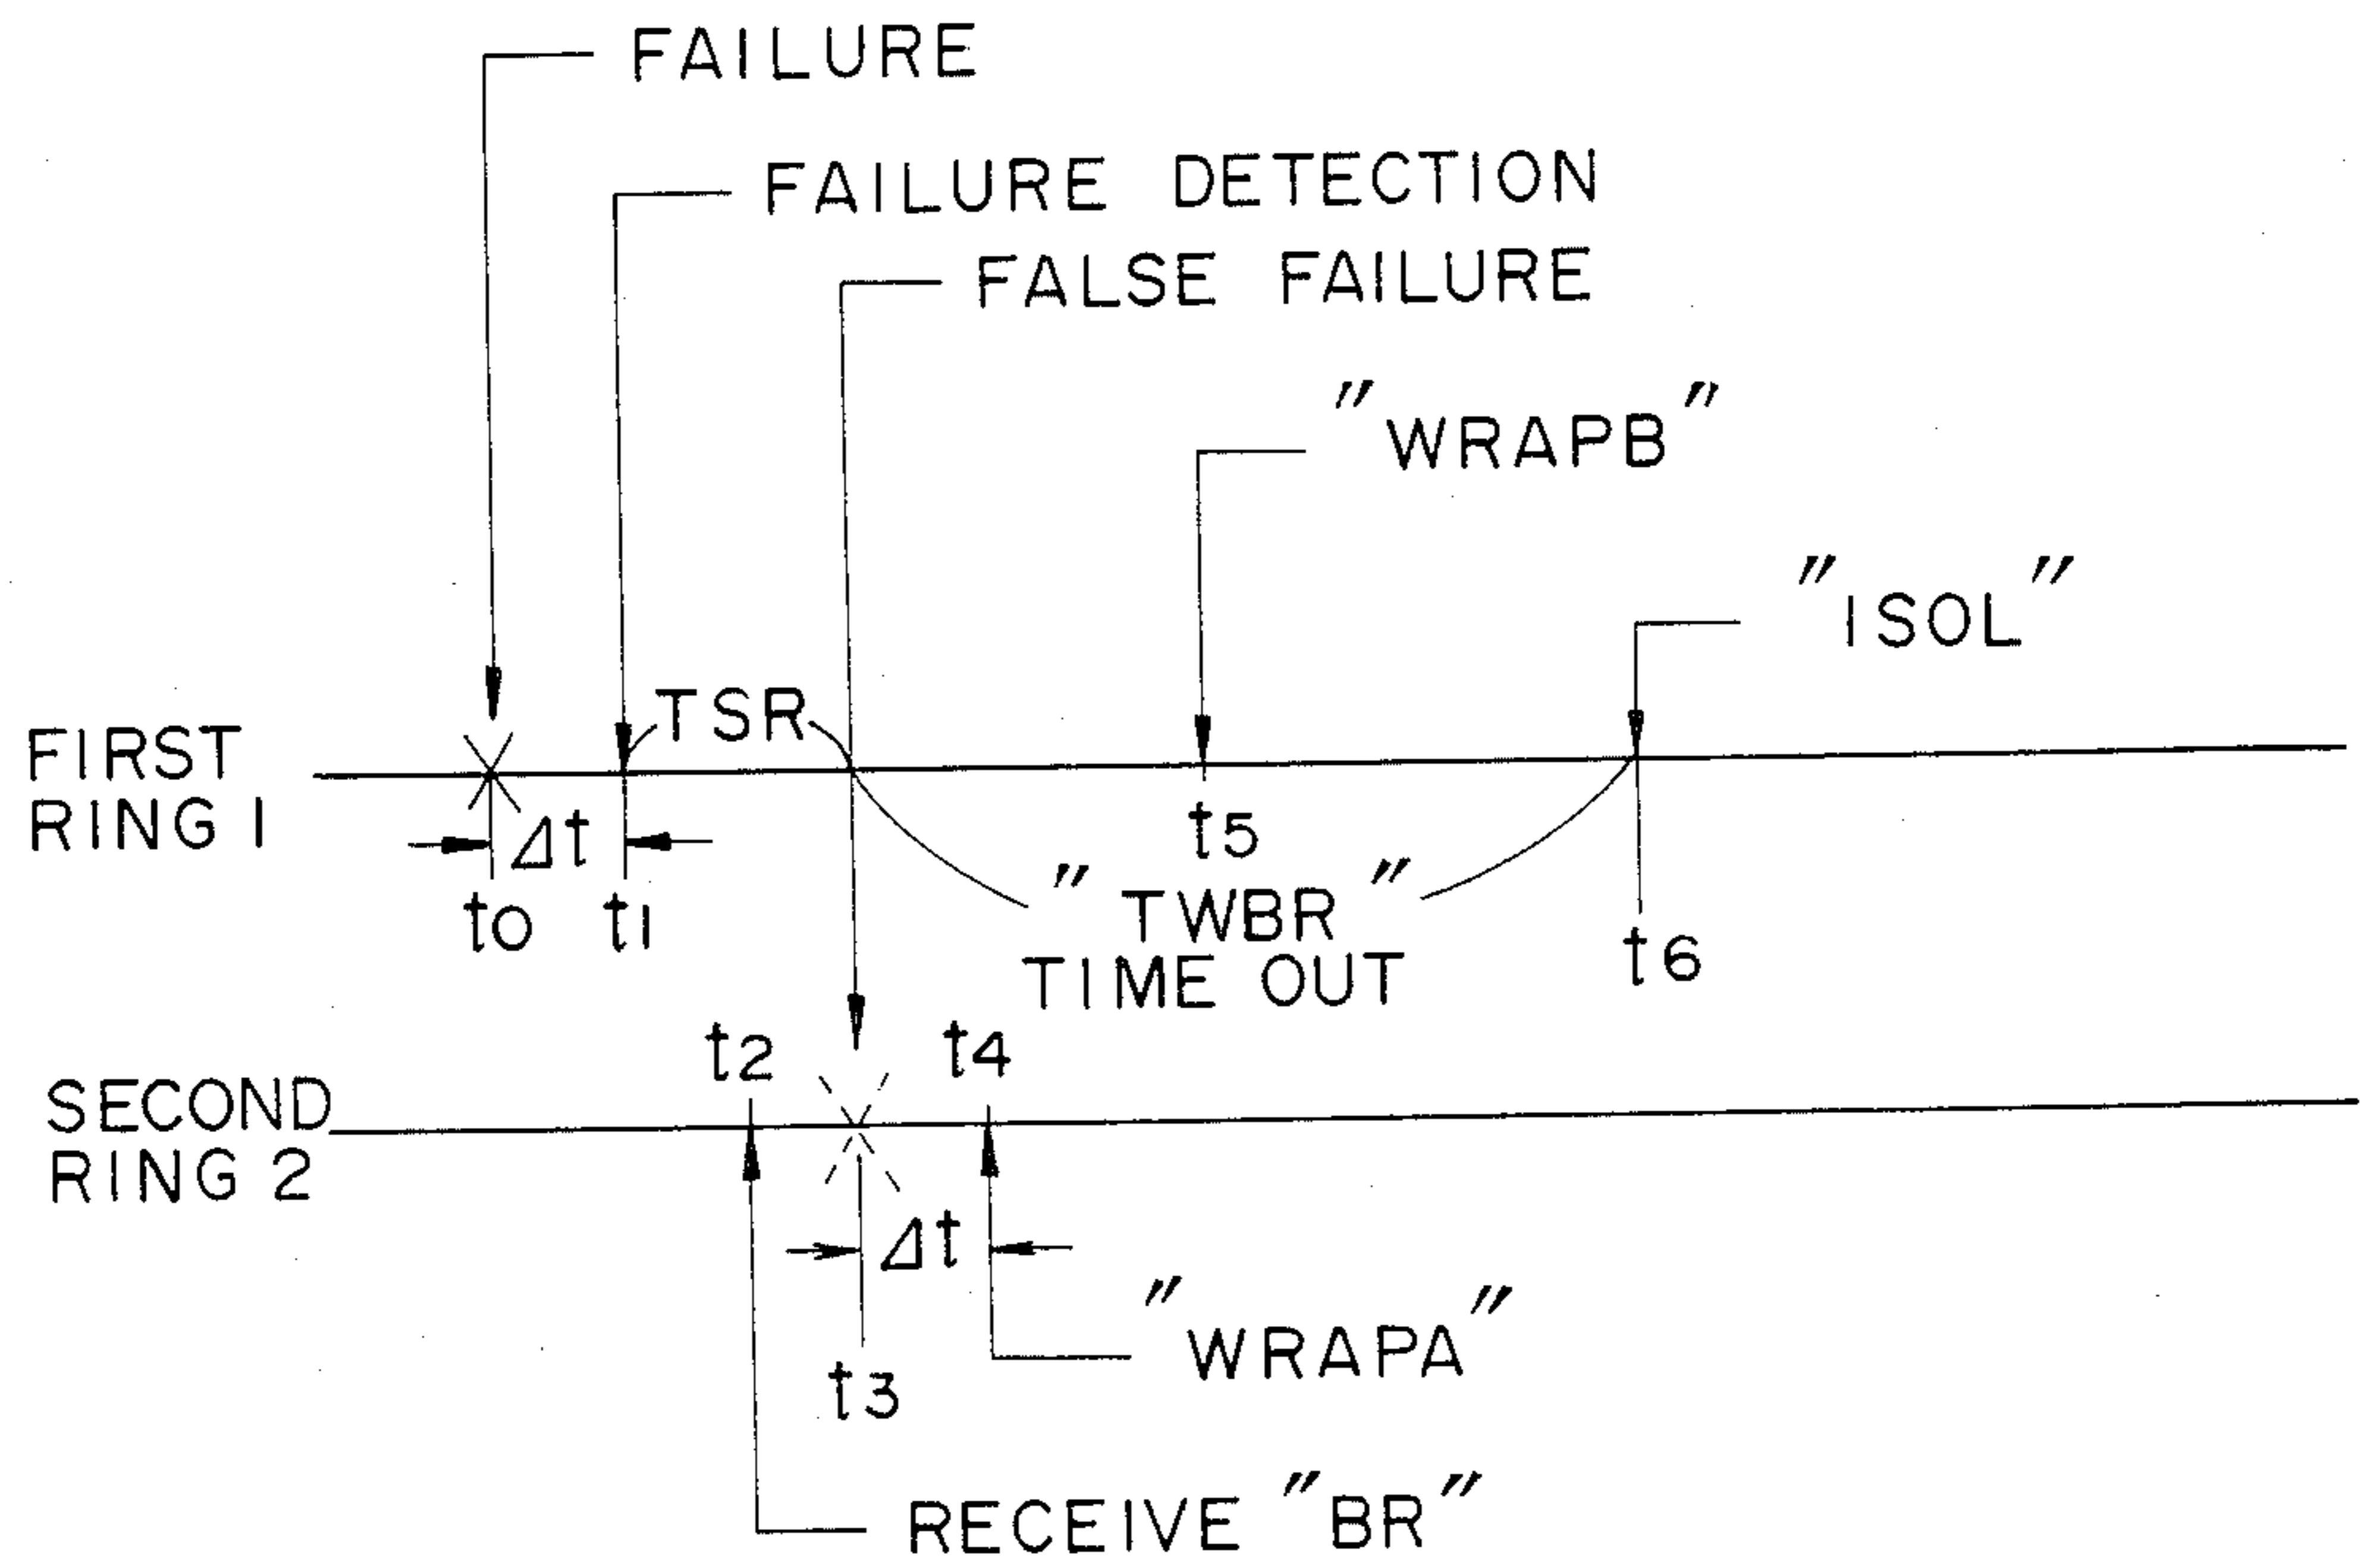 FAILURE
FAILURE DETECTION
FALSE FAILURE
"WRAPB"
"ISOL"
TSR
FIRST
RING 1
Δt
t0
t1
t5
"TWBR"
TIME OUT
t6
t2
t4
SECOND
RING 2
Δt
t3
"WRAPA"
RECEIVE "BR"